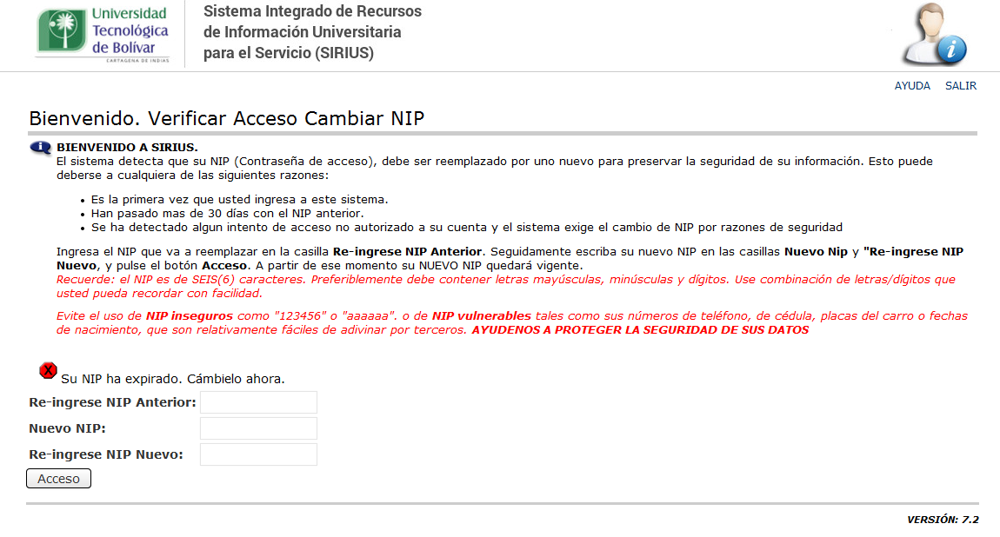 Universidad
Tecnológica
de Bolívar
CARTAGENA DE INDIAS
Sistema Integrado de Recursos
de Información Universitaria
para el Servicio (SIRIUS)
AYUDA SALIR
Bienvenido. Verificar Acceso Cambiar NIP
BIENVENIDO A SIRIUS.
El sistema detecta que su NIP (Contraseña de acceso), debe ser reemplazado por uno nuevo para preservar la seguridad de su información. Esto puede
deberse a cualquiera de las siguientes razones:
• Es la primera vez que usted ingresa a este sistema.
• Han pasado mas de 30 días con el NIP anterior.
• Se ha detectado algun intento de acceso no autorizado a su cuenta y el sistema exige el cambio de NIP por razones de seguridad
Ingresa el NIP que va a reemplazar en la casilla Re-ingrese NIP Anterior. Seguidamente escriba su nuevo NIP en las casillas Nuevo Nip y "Re-ingrese NIP
Nuevo, y pulse el botón Acceso. A partir de ese momento su NUEVO NIP quedará vigente.
Recuerde: el NIP es de SEIS(6) caracteres. Preferiblemente debe contener letras mayúsculas, minúsculas y dígitos. Use combinación de letras/dígitos que
usted pueda recordar con facilidad.
Evite el uso de NIP inseguros como "123456" o "aaaaaa". o de NIP vulnerables tales como sus números de teléfono, de cédula, placas del carro o fechas
de nacimiento, que son relativamente fáciles de adivinar por terceros. AYUDENOS A PROTEGER LA SEGURIDAD DE SUS DATOS
X Su NIP ha expirado. Cámbielo ahora.
Re-ingrese NIP Anterior:
Nuevo NIP:
Re-ingrese NIP Nuevo:
Acceso
VERSIÓN: 7.2